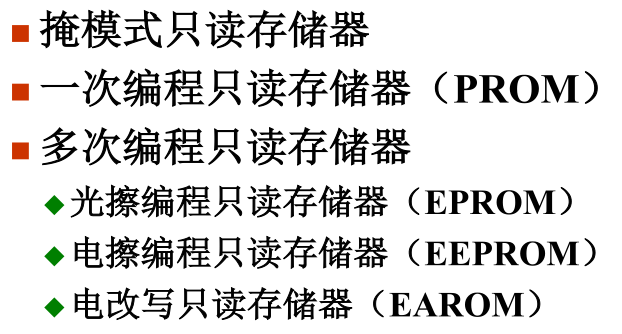 掩模式只读存储器
一次编程只读存储器（PROM）
多次编程只读存储器
光擦编程只读存储器（EPROM）
电擦编程只读存储器（EEPROM）
电改写只读存储器（EAROM）